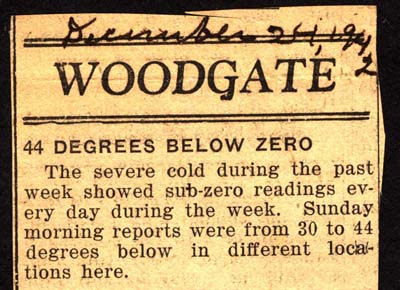 December 24, 1942
WOODGATE
44 DEGREES BELOW ZERO
The severe cold during the past
week showed sub-zero readings ev-
ery day during the week. Sunday
morning reports were from 30 to 44
degrees below in different loca-
tions here.